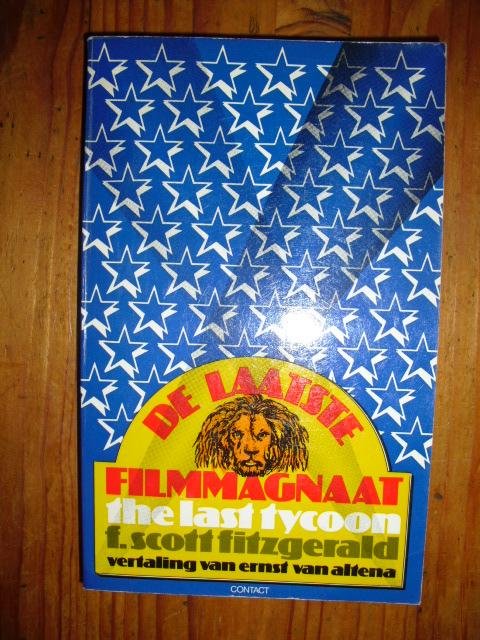 DE LAATSTE
FILMMAGNAAT
the last tycoon
f. scott fitzgerald
vertaling van ernst van altena
CONTACT